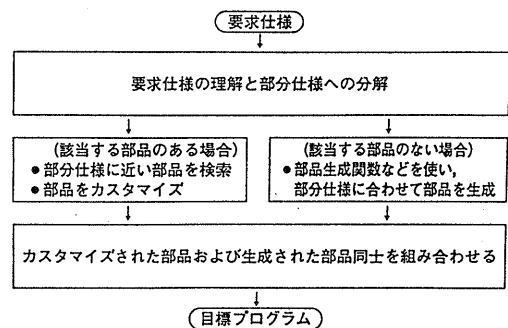 要求仕様
要求仕様の理解と部分仕様への分解
(該当する部品のある場合)
●部分仕様に近い部品を検索
●部品をカスタマイズ
(該当する部品のない場合)
●部品生成関数などを使い,
部分仕様に合わせて部品を生成
カスタマイズされた部品および生成された部品同士を組み合わせる
目標プログラム